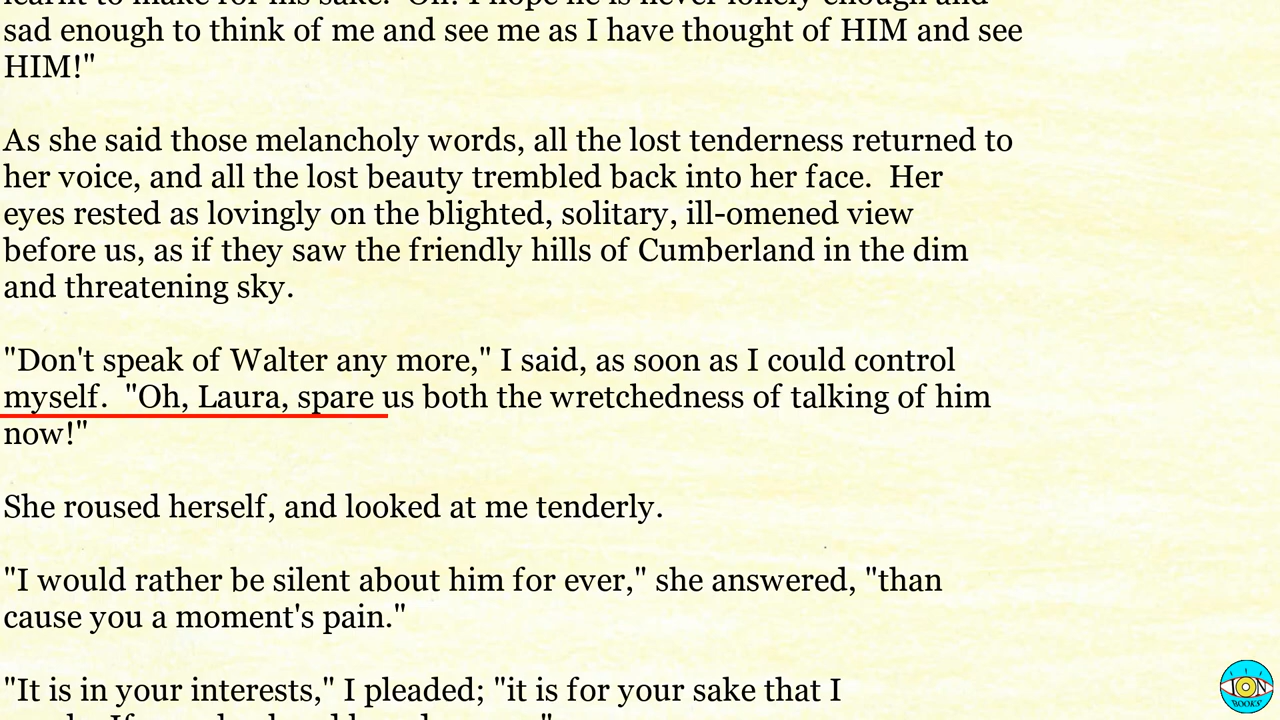 sad enough to think of me and see me as I have thought of HIM and see
HIM!"
As she said those melancholy words, all the lost tenderness returned to
her voice, and all the lost beauty trembled back into her face.  Her
eyes rested as lovingly on the blighted, solitary, ill-omened view
before us, as if they saw the friendly hills of Cumberland in the dim
and threatening sky.
"Don't speak of Walter any more," I said, as soon as I could control
myself.  "Oh, Laura, spare us both the wretchedness of talking of him
now!"
She roused herself, and looked at me tenderly.
"I would rather be silent about him for ever," she answered, "than
cause you a moment's pain."
"It is in your interests," I pleaded; "it is for your sake that I
ION
BOOKS